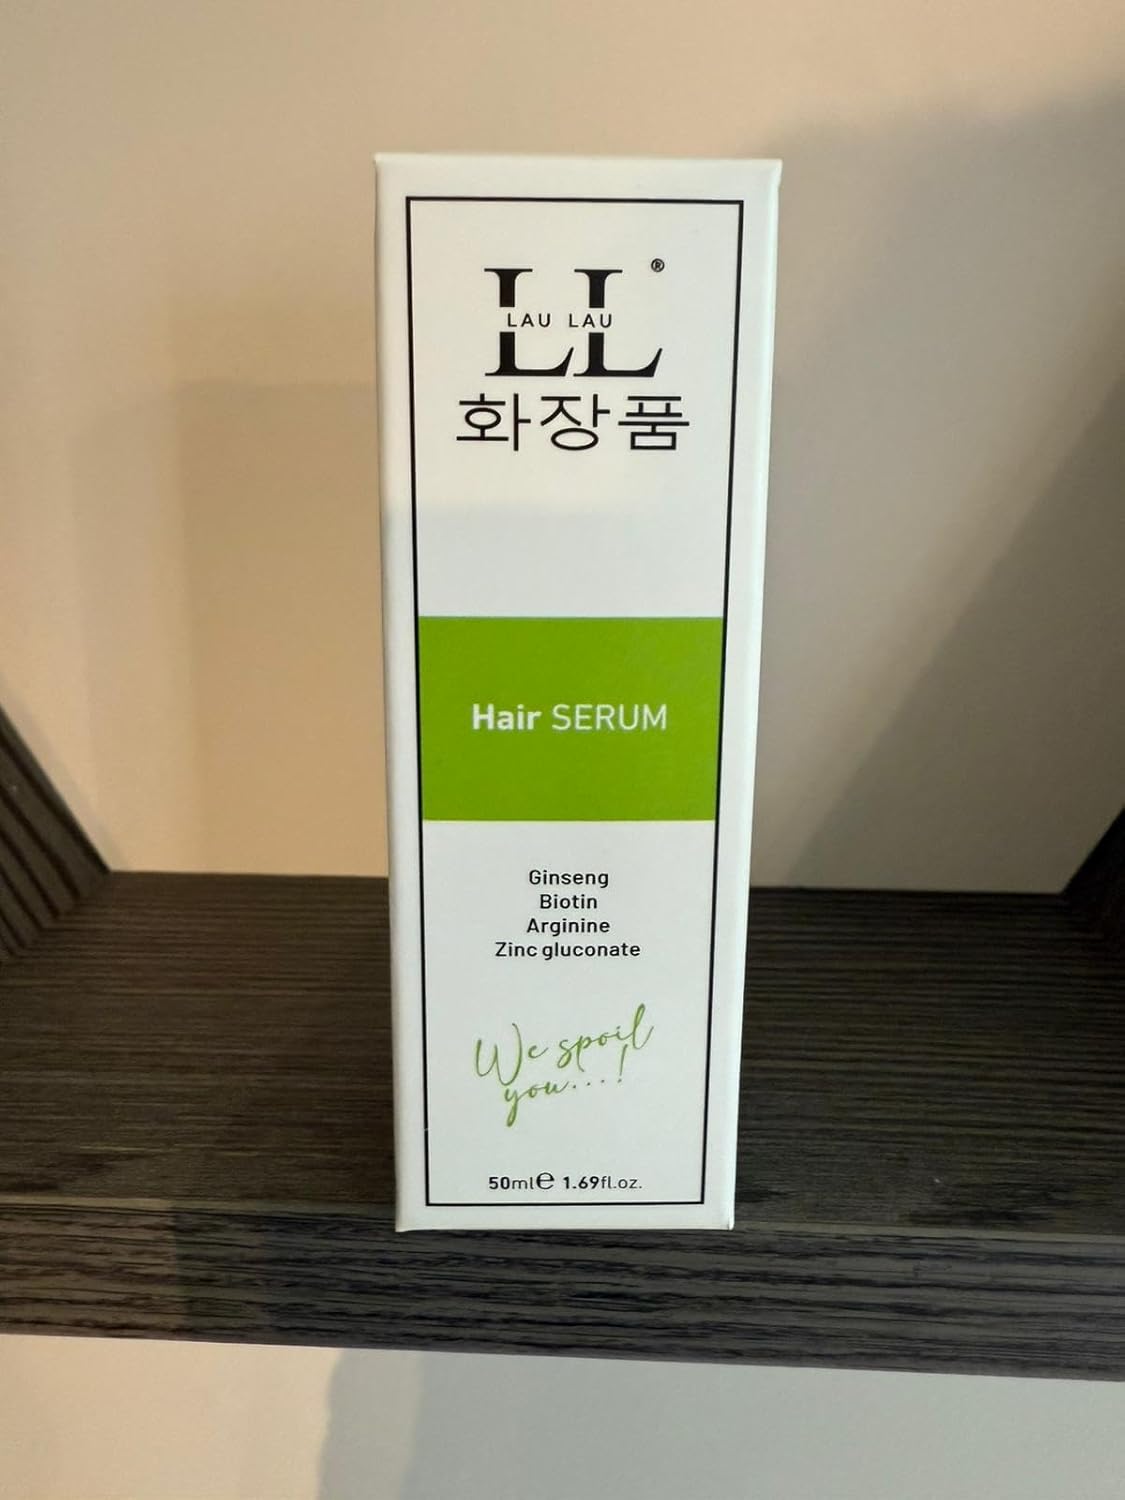 LL®
LAU LAU
화장품
Hair SERUM
Ginseng
Biotin
Arginine
Zinc gluconate
We spoil
you...!
50ml℮ 1.69fl.oz.